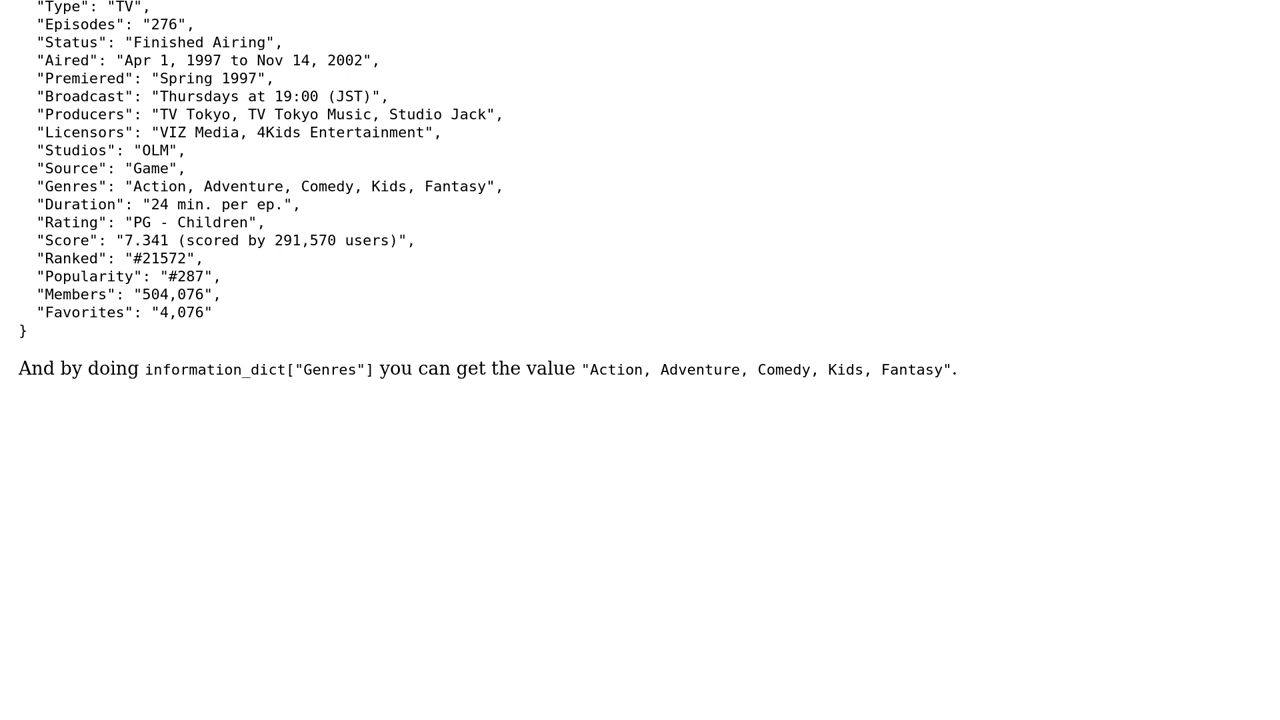 "Type": "TV",
"Episodes": "276",
"Status": "Finished Airing",
"Aired": "Apr 1, 1997 to Nov 14, 2002",
"Premiered": "Spring 1997",
"Broadcast": "Thursdays at 19:00 (JST)",
"Producers": "TV Tokyo, TV Tokyo Music, Studio Jack",
"Licensors": "VIZ Media, 4Kids Entertainment",
"Studios": "OLM",
"Source": "Game",
"Genres": "Action, Adventure, Comedy, Kids, Fantasy",
"Duration": "24 min. per ep.",
"Rating": "PG - Children",
"Score": "7.341 (scored by 291,570 users)",
"Ranked": "#21572",
"Popularity": "#287",
"Members": "504,076",
"Favorites": "4,076"
}
And by doing information_dict["Genres"] you can get the value "Action, Adventure, Comedy, Kids, Fantasy".